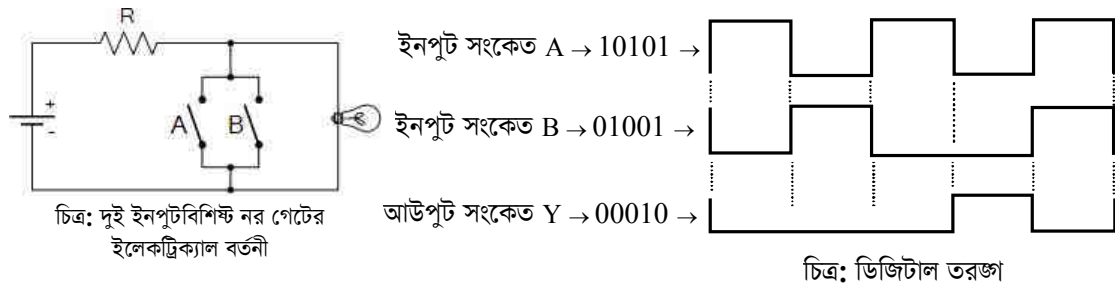 R
+
-
A
B
চিত্র: দুই ইনপুটবিশিষ্ট নর গেটের
ইলেকট্রিক্যাল বর্তনী
ইনপুট সংকেত A → 10101 →
ইনপুট সংকেত B → 01001 →
আউপুট সংকেত Y → 00010 →
চিত্র: ডিজিটাল তরঙ্গ